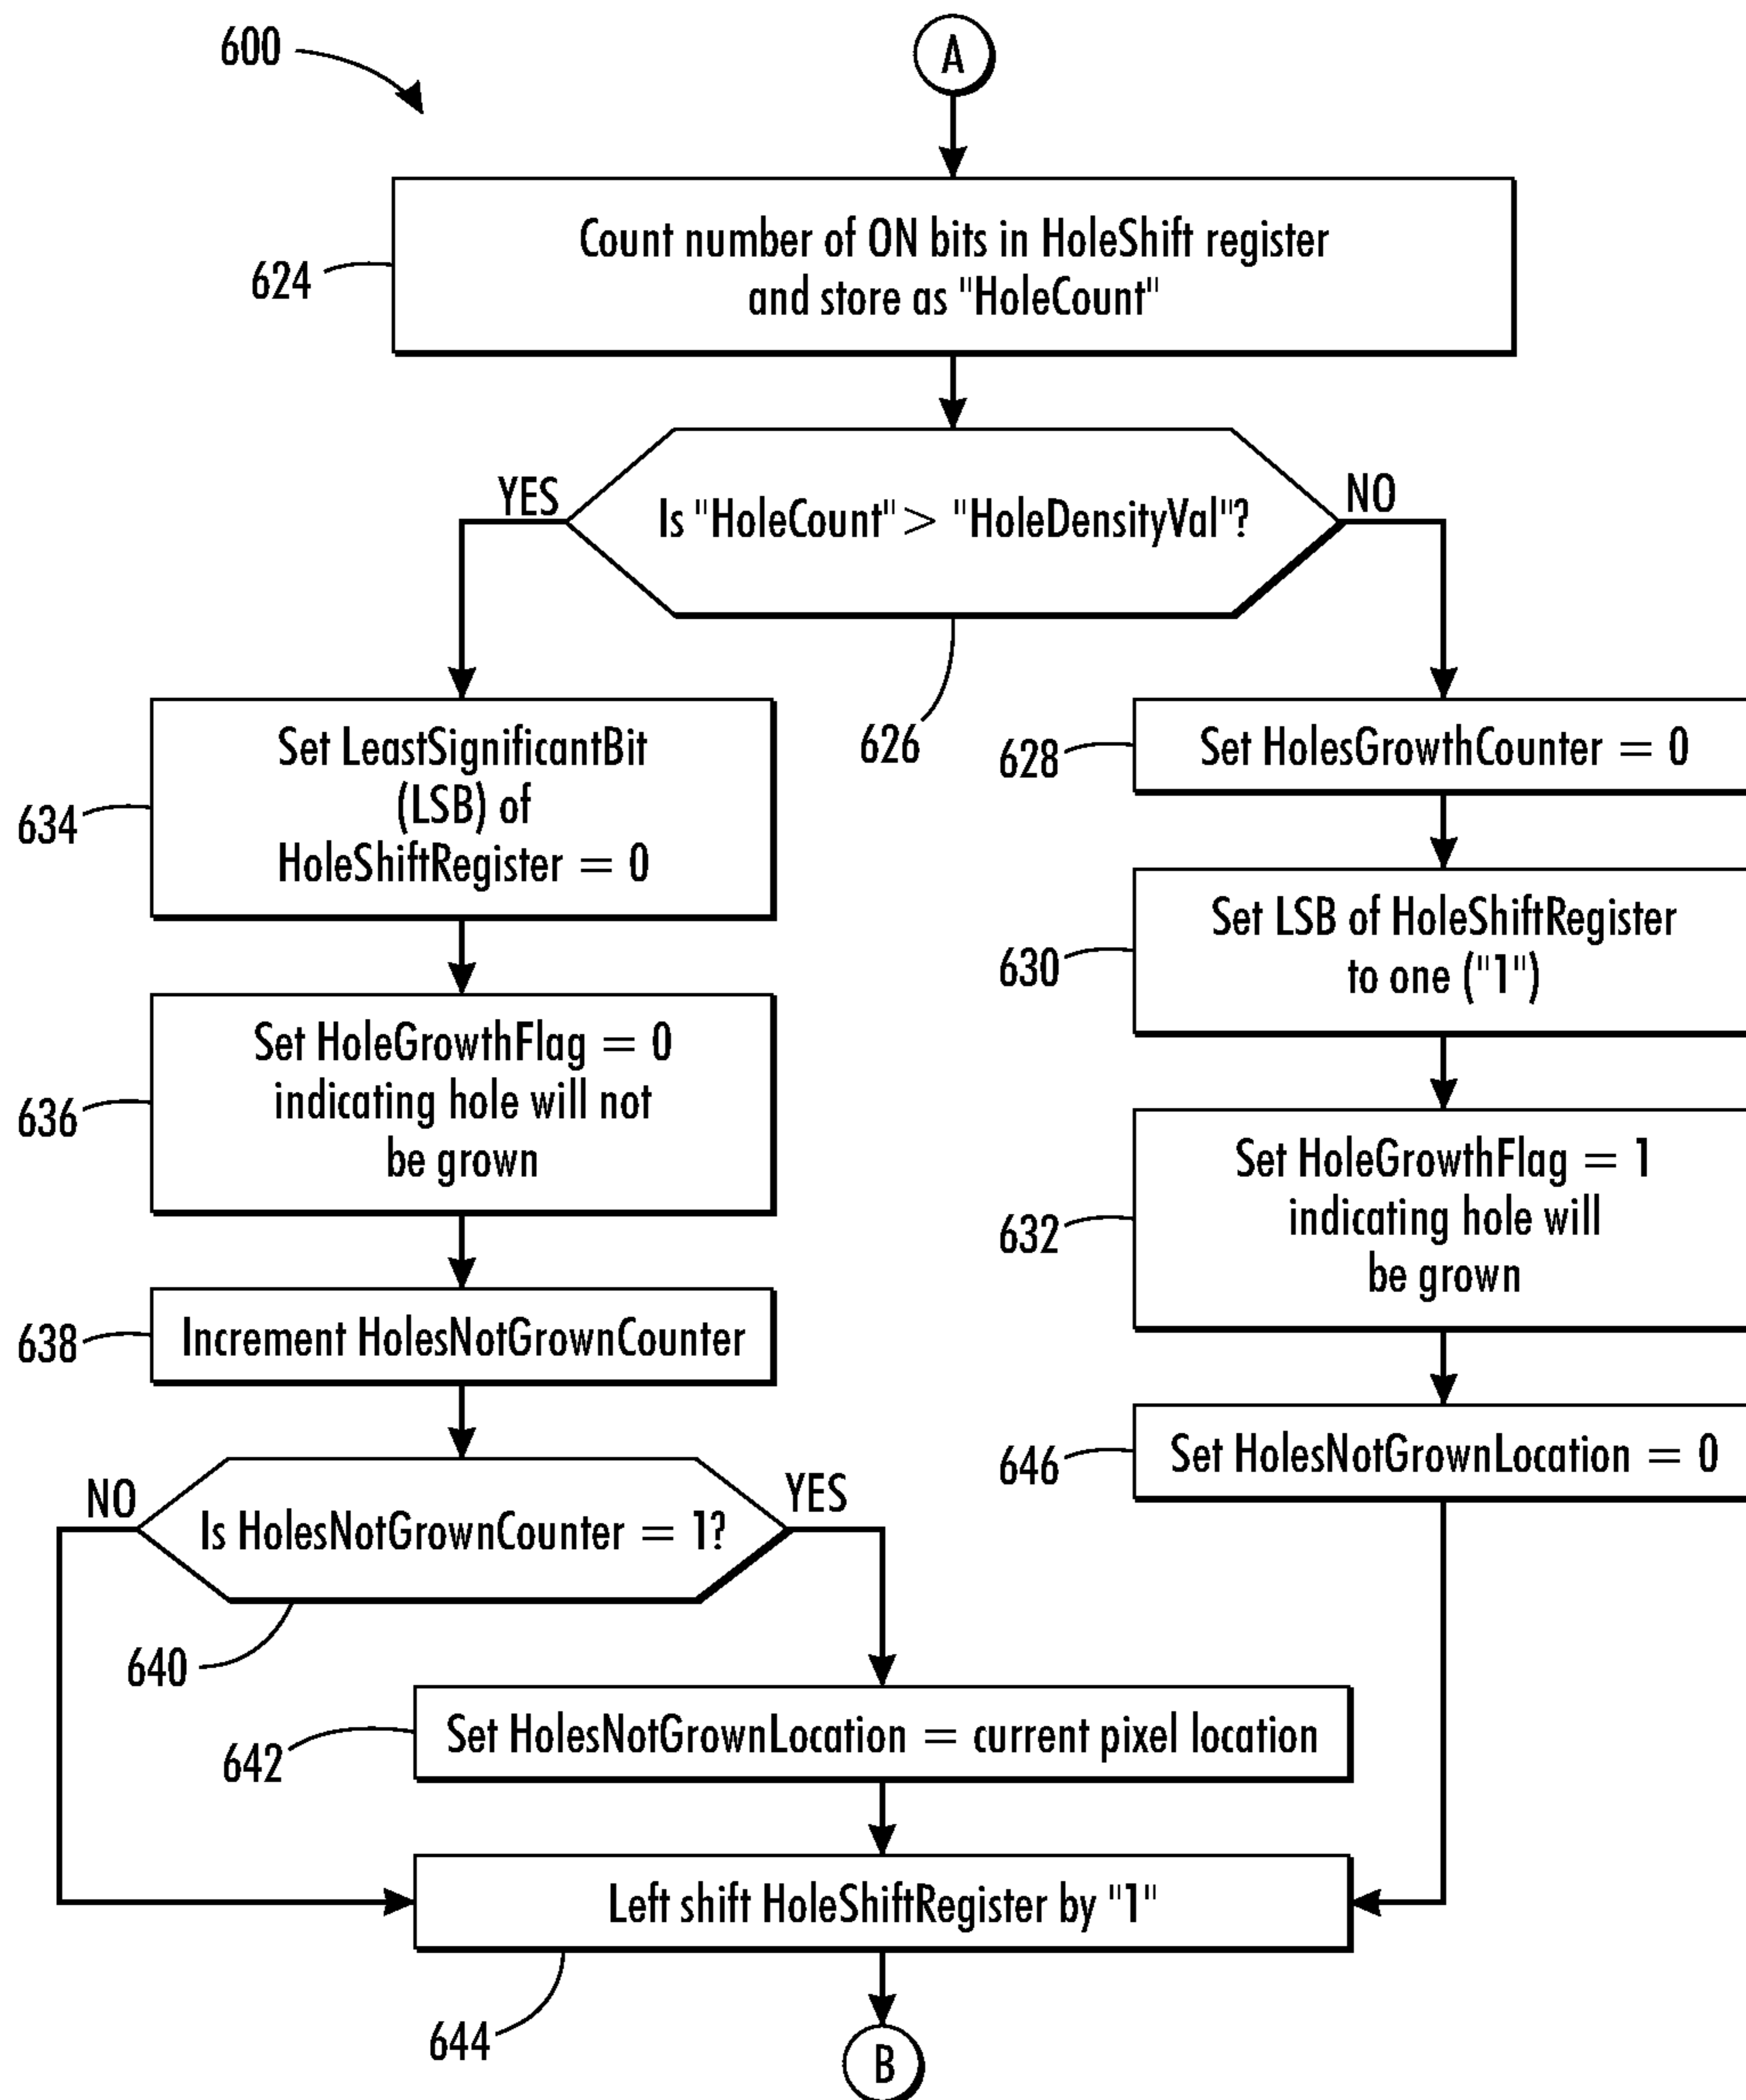 600
A
Count number of ON bits in HoleShift register
and store as "HoleCount"
624
YES
Is "HoleCount" > "HoleDensityVal"?
NO
626
Set LeastSignificantBit
(LSB) of
HoleShiftRegister = 0
634
628
Set HolesGrowthCounter = 0
630
Set LSB of HoleShiftRegister
to one ("1")
Set HoleGrowthFlag = 0
indicating hole will not
be grown
636
Set HoleGrowthFlag = 1
indicating hole will
be grown
632
638
Increment HolesNotGrownCounter
646
Set HolesNotGrownLocation = 0
NO
Is HolesNotGrownCounter = 1?
YES
640
Set HolesNotGrownLocation = current pixel location
642
Left shift HoleShiftRegister by "1"
644
B